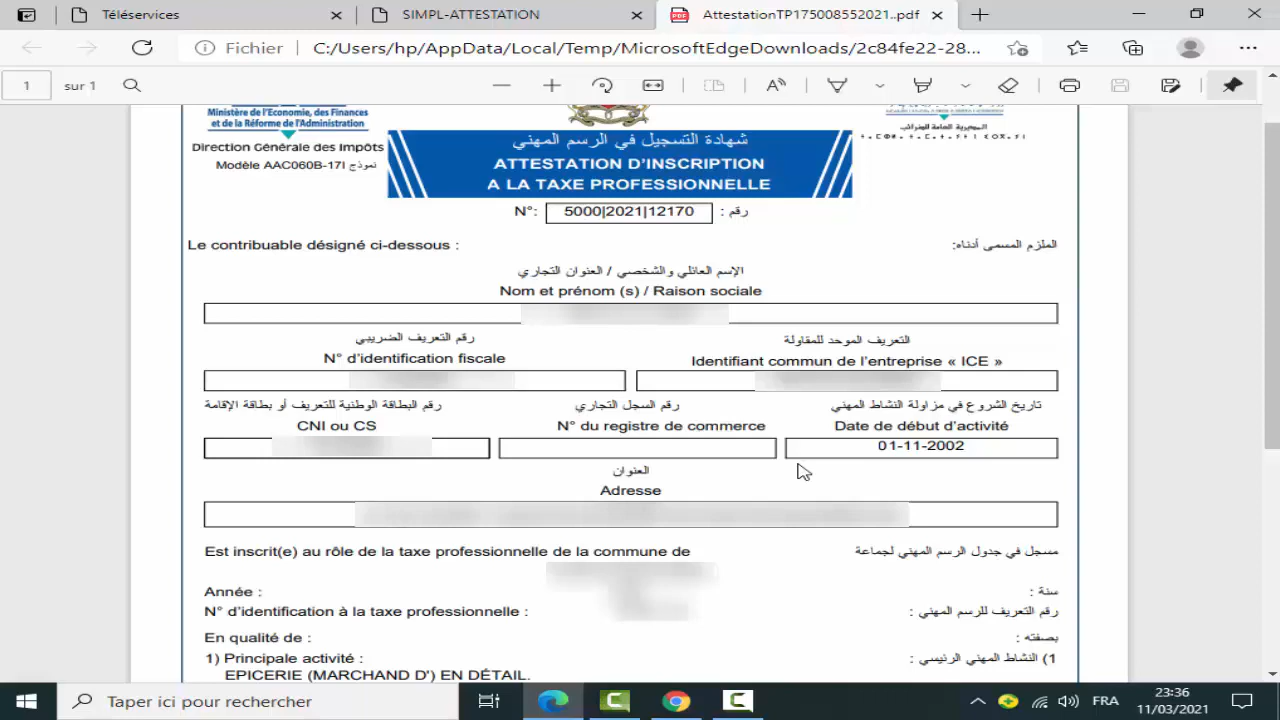 Téléservices
SIMPL-ATTESTATION
AttestationTP175008552021..pdf
Fichier
C:/Users/hp/AppData/Local/Temp/MicrosoftEdgeDownloads/2c84fe22-28...
1 sur 1
Ministère de l'Economie, des Finances
et de la Réforme de l'Administration
المديرية العامة للضرائب
Direction Générale des Impôts
Modèle AAC060B-17I نموذج
شهادة التسجيل في الرسم المهني
ATTESTATION D'INSCRIPTION
A LA TAXE PROFESSIONNELLE
N°: 5000|2021|12170 رقم :
Le contribuable désigné ci-dessous : الملزم المسمى أدناه:
الإسم العائلي والشخصي / العنوان التجاري
Nom et prénom (s) / Raison sociale
رقم التعريف الضريبي التعريف الموحد للمقاولة
N° d'identification fiscale Identifiant commun de l'entreprise « ICE »
رقم البطاقة الوطنية للتعريف أو بطاقة الإقامة رقم السجل التجاري تاريخ الشروع في مزاولة النشاط المهني
CNI ou CS N° du registre de commerce Date de début d'activité
01-11-2002
العنوان
Adresse
Est inscrit(e) au rôle de la taxe professionnelle de la commune de مسجل في جدول الرسم المهني لجماعة
Année : سنة :
N° d'identification à la taxe professionnelle : رقم التعريف للرسم المهني :
En qualité de : بصفته :
1) Principale activité : 1) النشاط المهني الرئيسي :
EPICERIE (MARCHAND D') EN DÉTAIL.
Taper ici pour rechercher
FRA
23:36
11/03/2021